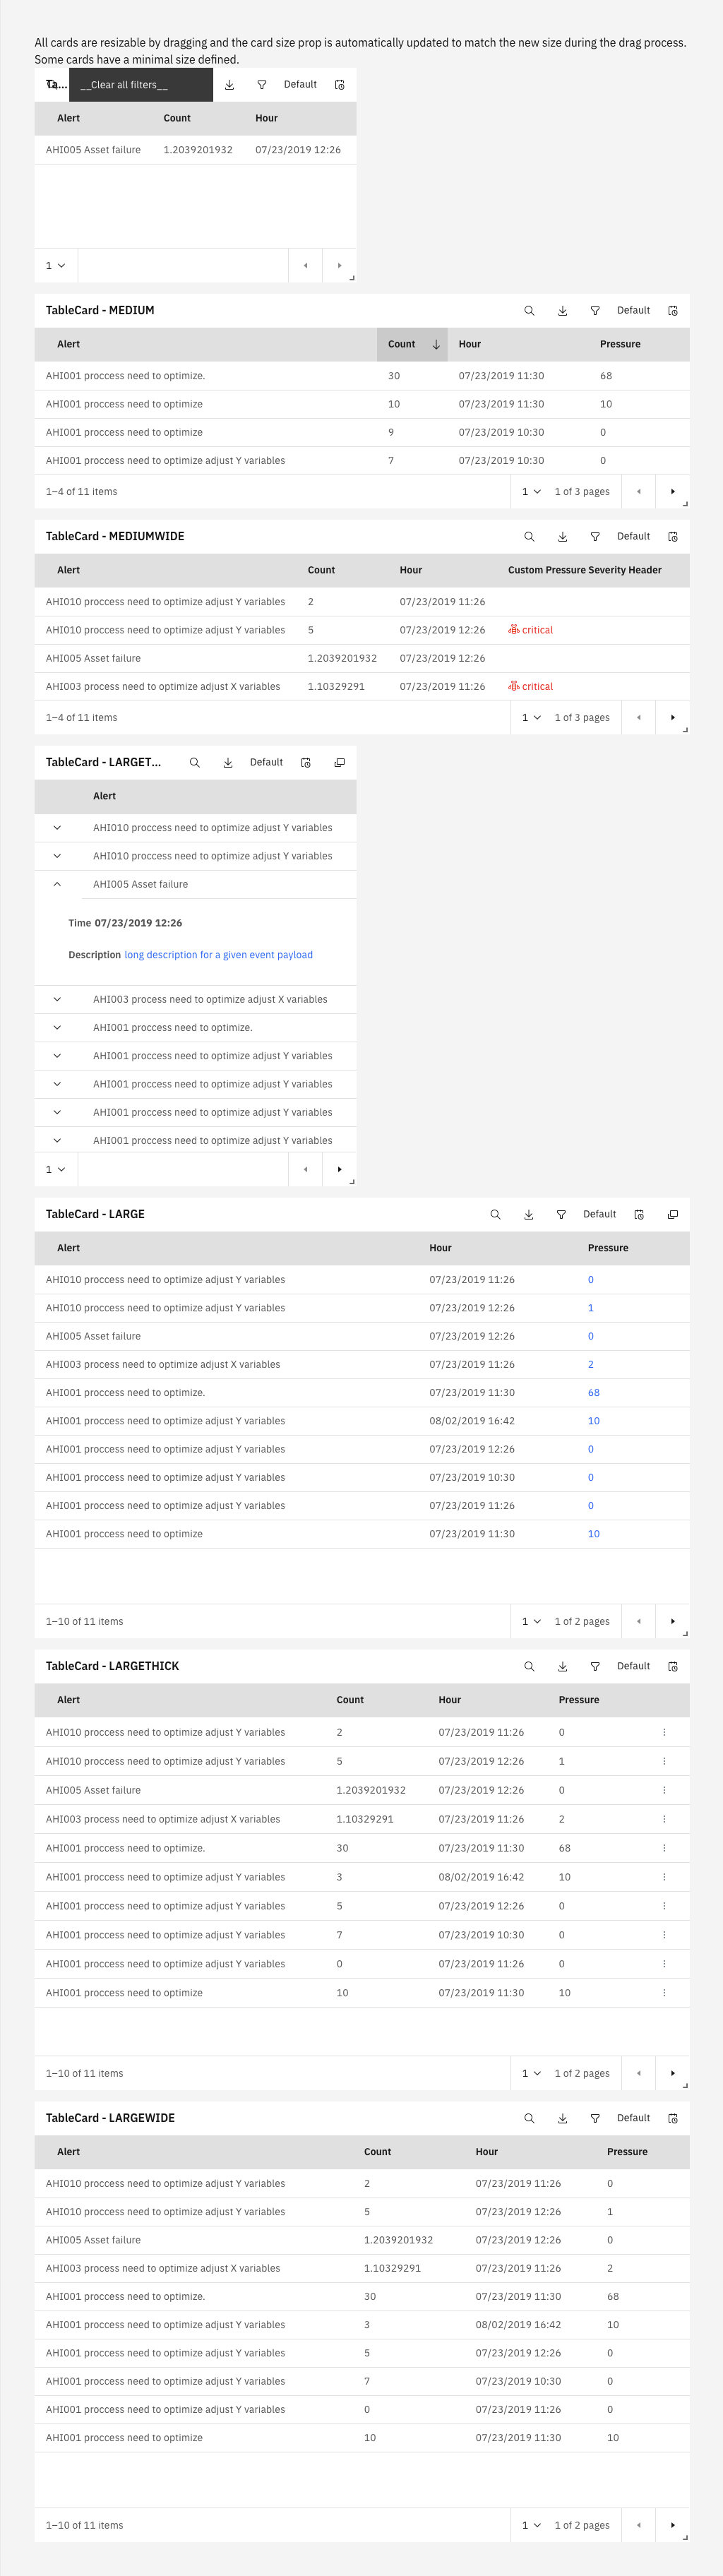 All cards are resizable by dragging and the card size prop is automatically updated to match the new size during the drag process.
Some cards have a minimal size defined.
Ta... __Clear all filters__ Default
Alert Count Hour
AHI005 Asset failure 1.2039201932 07/23/2019 12:26
1
TableCard - MEDIUM Default
Alert Count Hour Pressure
AHI001 proccess need to optimize. 30 07/23/2019 11:30 68
AHI001 proccess need to optimize 10 07/23/2019 11:30 10
AHI001 proccess need to optimize 9 07/23/2019 10:30 0
AHI001 proccess need to optimize adjust Y variables 7 07/23/2019 10:30 0
1–4 of 11 items 1 1 of 3 pages
TableCard - MEDIUMWIDE Default
Alert Count Hour Custom Pressure Severity Header
AHI010 proccess need to optimize adjust Y variables 2 07/23/2019 11:26
AHI010 proccess need to optimize adjust Y variables 5 07/23/2019 12:26 critical
AHI005 Asset failure 1.2039201932 07/23/2019 12:26
AHI003 process need to optimize adjust X variables 1.10329291 07/23/2019 11:26 critical
1–4 of 11 items 1 1 of 3 pages
TableCard - LARGET... Default
Alert
AHI010 proccess need to optimize adjust Y variables
AHI010 proccess need to optimize adjust Y variables
AHI005 Asset failure
Time 07/23/2019 12:26
Description long description for a given event payload
AHI003 process need to optimize adjust X variables
AHI001 proccess need to optimize.
AHI001 proccess need to optimize adjust Y variables
AHI001 proccess need to optimize adjust Y variables
AHI001 proccess need to optimize adjust Y variables
AHI001 proccess need to optimize adjust Y variables
1
TableCard - LARGE Default
Alert Hour Pressure
AHI010 proccess need to optimize adjust Y variables 07/23/2019 11:26 0
AHI010 proccess need to optimize adjust Y variables 07/23/2019 12:26 1
AHI005 Asset failure 07/23/2019 12:26 0
AHI003 process need to optimize adjust X variables 07/23/2019 11:26 2
AHI001 proccess need to optimize. 07/23/2019 11:30 68
AHI001 proccess need to optimize adjust Y variables 08/02/2019 16:42 10
AHI001 proccess need to optimize adjust Y variables 07/23/2019 12:26 0
AHI001 proccess need to optimize adjust Y variables 07/23/2019 10:30 0
AHI001 proccess need to optimize adjust Y variables 07/23/2019 11:26 0
AHI001 proccess need to optimize 07/23/2019 11:30 10
1–10 of 11 items 1 1 of 2 pages
TableCard - LARGETHICK Default
Alert Count Hour Pressure
AHI010 proccess need to optimize adjust Y variables 2 07/23/2019 11:26 0
AHI010 proccess need to optimize adjust Y variables 5 07/23/2019 12:26 1
AHI005 Asset failure 1.2039201932 07/23/2019 12:26 0
AHI003 process need to optimize adjust X variables 1.10329291 07/23/2019 11:26 2
AHI001 proccess need to optimize. 30 07/23/2019 11:30 68
AHI001 proccess need to optimize adjust Y variables 3 08/02/2019 16:42 10
AHI001 proccess need to optimize adjust Y variables 5 07/23/2019 12:26 0
AHI001 proccess need to optimize adjust Y variables 7 07/23/2019 10:30 0
AHI001 proccess need to optimize adjust Y variables 0 07/23/2019 11:26 0
AHI001 proccess need to optimize 10 07/23/2019 11:30 10
1–10 of 11 items 1 1 of 2 pages
TableCard - LARGEWIDE Default
Alert Count Hour Pressure
AHI010 proccess need to optimize adjust Y variables 2 07/23/2019 11:26 0
AHI010 proccess need to optimize adjust Y variables 5 07/23/2019 12:26 1
AHI005 Asset failure 1.2039201932 07/23/2019 12:26 0
AHI003 process need to optimize adjust X variables 1.10329291 07/23/2019 11:26 2
AHI001 proccess need to optimize. 30 07/23/2019 11:30 68
AHI001 proccess need to optimize adjust Y variables 3 08/02/2019 16:42 10
AHI001 proccess need to optimize adjust Y variables 5 07/23/2019 12:26 0
AHI001 proccess need to optimize adjust Y variables 7 07/23/2019 10:30 0
AHI001 proccess need to optimize adjust Y variables 0 07/23/2019 11:26 0
AHI001 proccess need to optimize 10 07/23/2019 11:30 10
1–10 of 11 items 1 1 of 2 pages